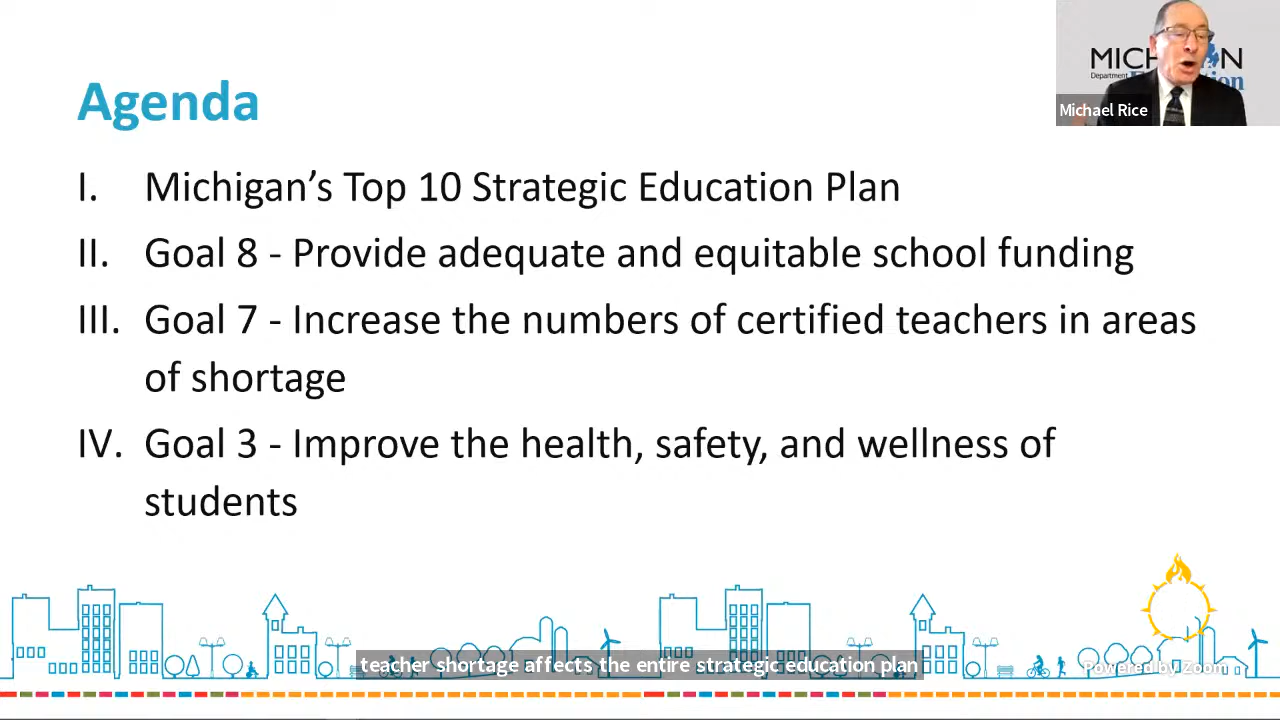 Agenda
MICH N
Department
Michael Rice
I. Michigan’s Top 10 Strategic Education Plan
II. Goal 8 - Provide adequate and equitable school funding
III. Goal 7 - Increase the numbers of certified teachers in areas
of shortage
IV. Goal 3 - Improve the health, safety, and wellness of
students
teacher shortage affects the entire strategic education plan
Powered by Zoom